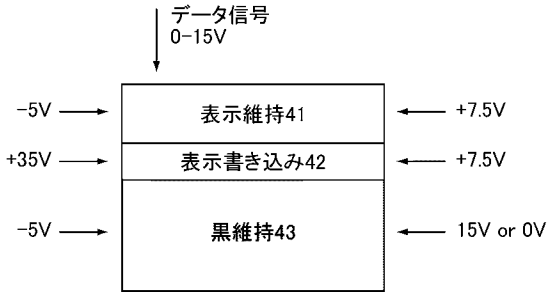 データ信号
0-15V
-5V
表示維持41
+7.5V
+35V
表示書き込み42
+7.5V
-5V
黒維持43
15V or 0V